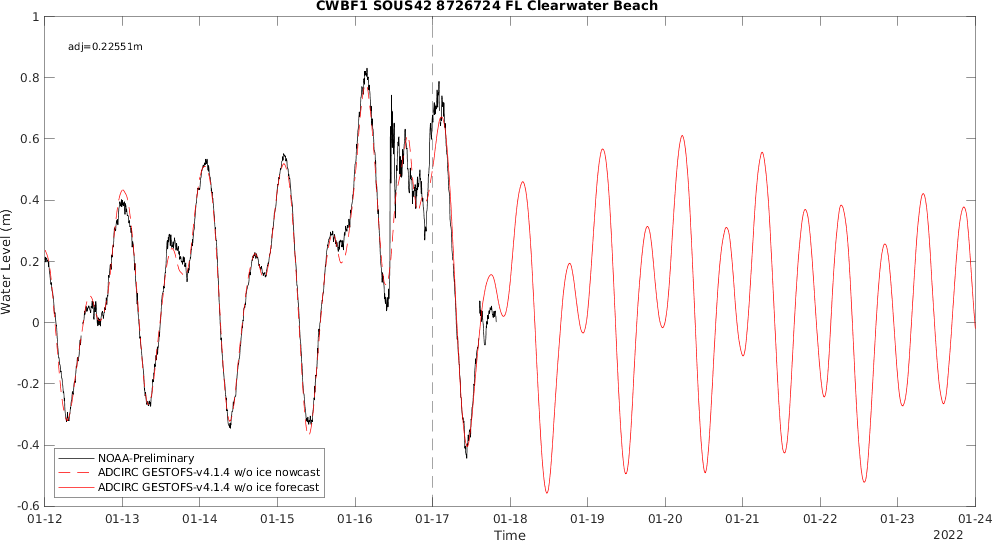 CWBF1 SOUS42 8726724 FL Clearwater Beach
adj=0.22551m
Water Level (m)
1
0.8
0.6
0.4
0.2
0
-0.2
-0.4
-0.6
NOAA-Preliminary
ADCIRC GESTOFS-v4.1.4 w/o ice nowcast
ADCIRC GESTOFS-v4.1.4 w/o ice forecast
01-12 01-13 01-14 01-15 01-16 01-17 01-18 01-19 01-20 01-21 01-22 01-23 01-24
Time
2022